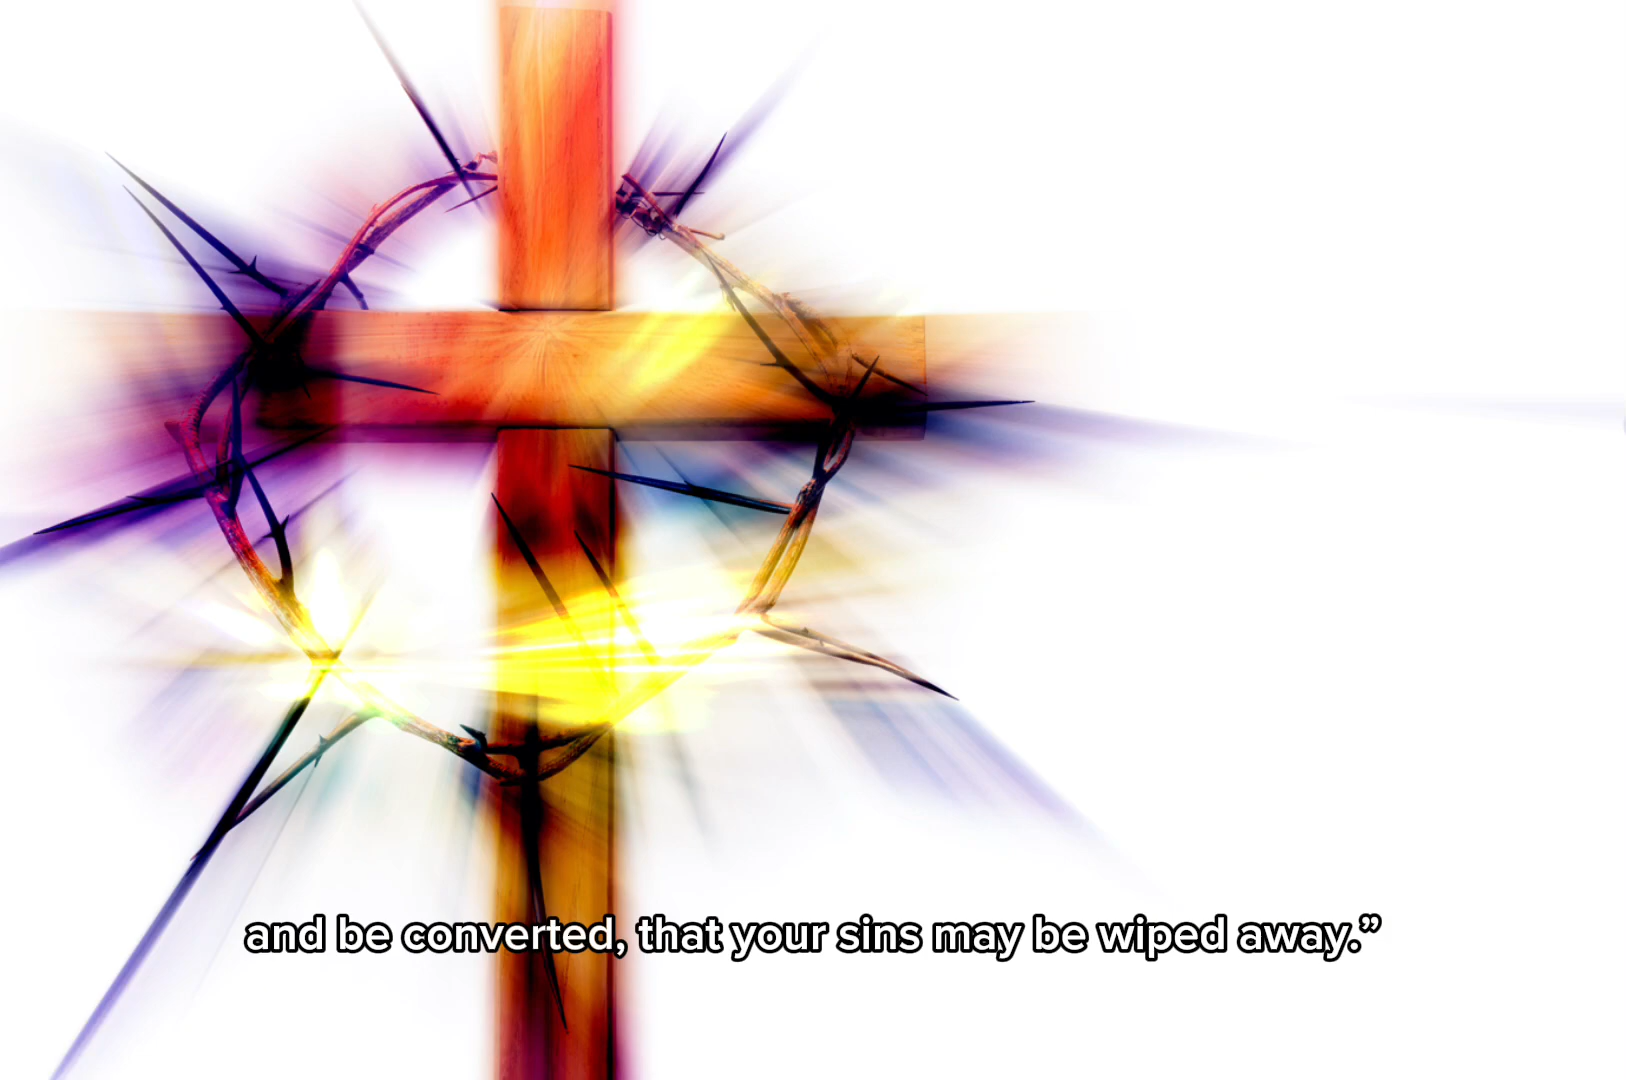 and be converted, that your sins may be wiped away.”